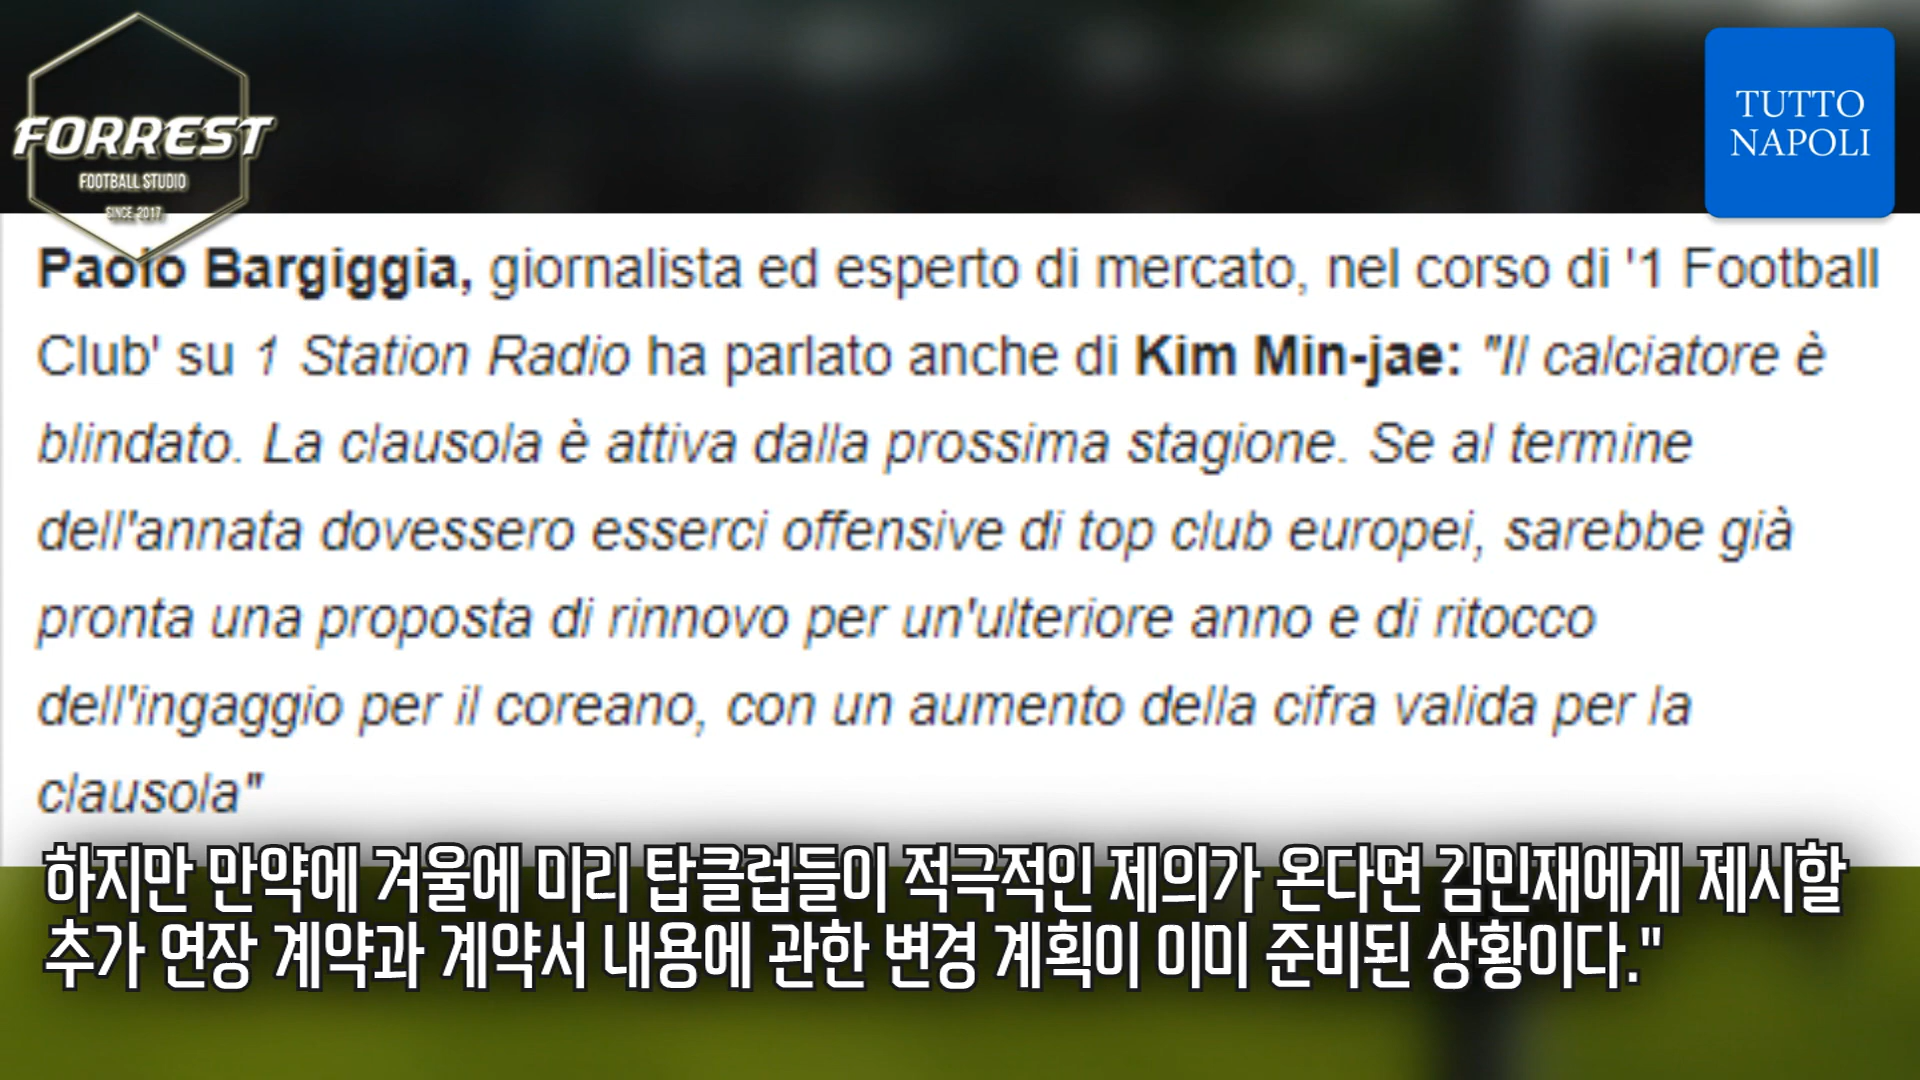 FORREST
FOOTBALL STUDIO
SINCE 2017
TUTTO
NAPOLI
Paolo Bargiggia, giornalista ed esperto di mercato, nel corso di '1 Football
Club' su 1 Station Radio ha parlato anche di Kim Min-jae: "Il calciatore è
blindato. La clausola è attiva dalla prossima stagione. Se al termine
dell'annata dovessero esserci offensive di top club europei, sarebbe già
pronta una proposta di rinnovo per un'ulteriore anno e di ritocco
dell'ingaggio per il coreano, con un aumento della cifra valida per la
clausola"
하지만 만약에 겨울에 미리 탑클럽들이 적극적인 제의가 온다면 김민재에게 제시할
추가 연장 계약과 계약서 내용에 관한 변경 계획이 이미 준비된 상황이다."